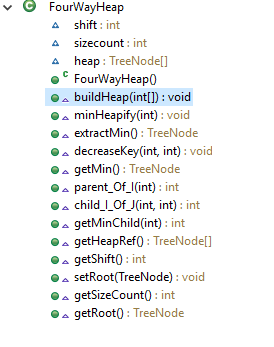 FourWayHeap
shift : int
sizecount : int
heap : TreeNode[]
FourWayHeap()
buildHeap(int[]) : void
minHeapify(int) : void
extractMin() : TreeNode
decreaseKey(int, int) : void
getMin() : TreeNode
parent_Of_I(int) : int
child_I_Of_J(int, int) : int
getMinChild(int) : int
getHeapRef() : TreeNode[]
getShift() : int
setRoot(TreeNode) : void
getSizeCount() : int
getRoot() : TreeNode